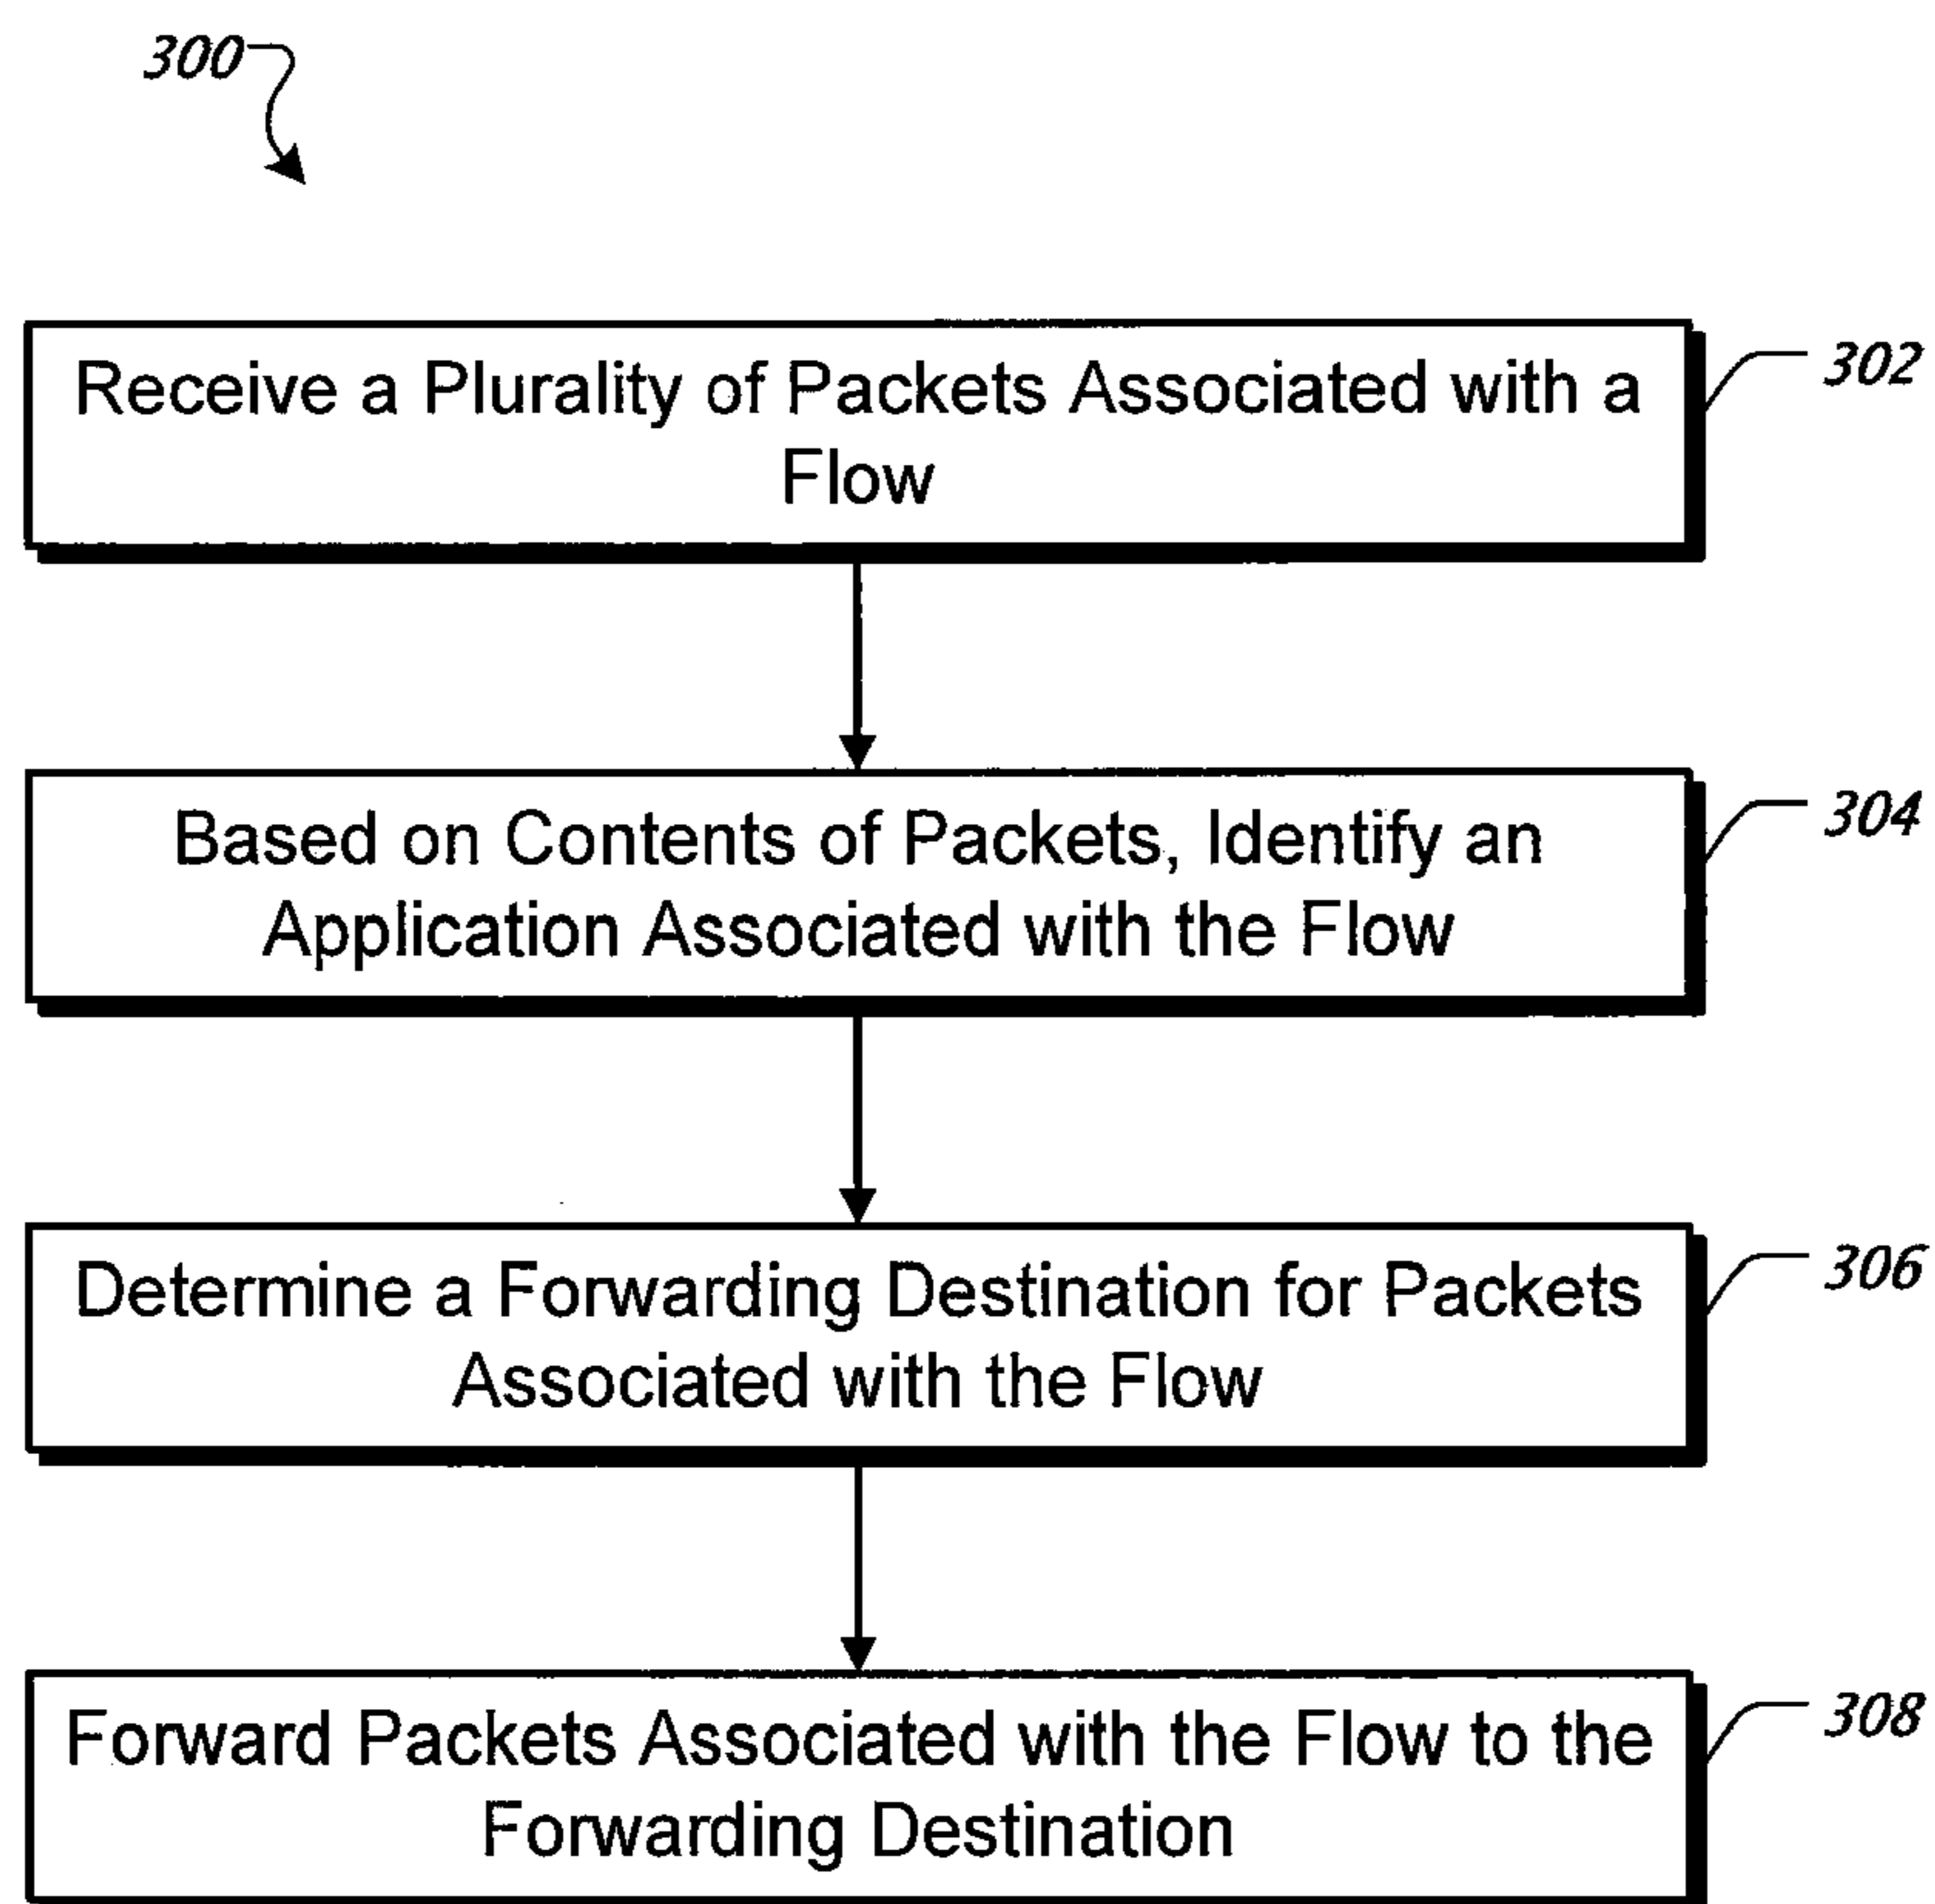 300
Receive a Plurality of Packets Associated with a
Flow
302
Based on Contents of Packets, Identify an
Application Associated with the Flow
304
Determine a Forwarding Destination for Packets
Associated with the Flow
306
Forward Packets Associated with the Flow to the
Forwarding Destination
308